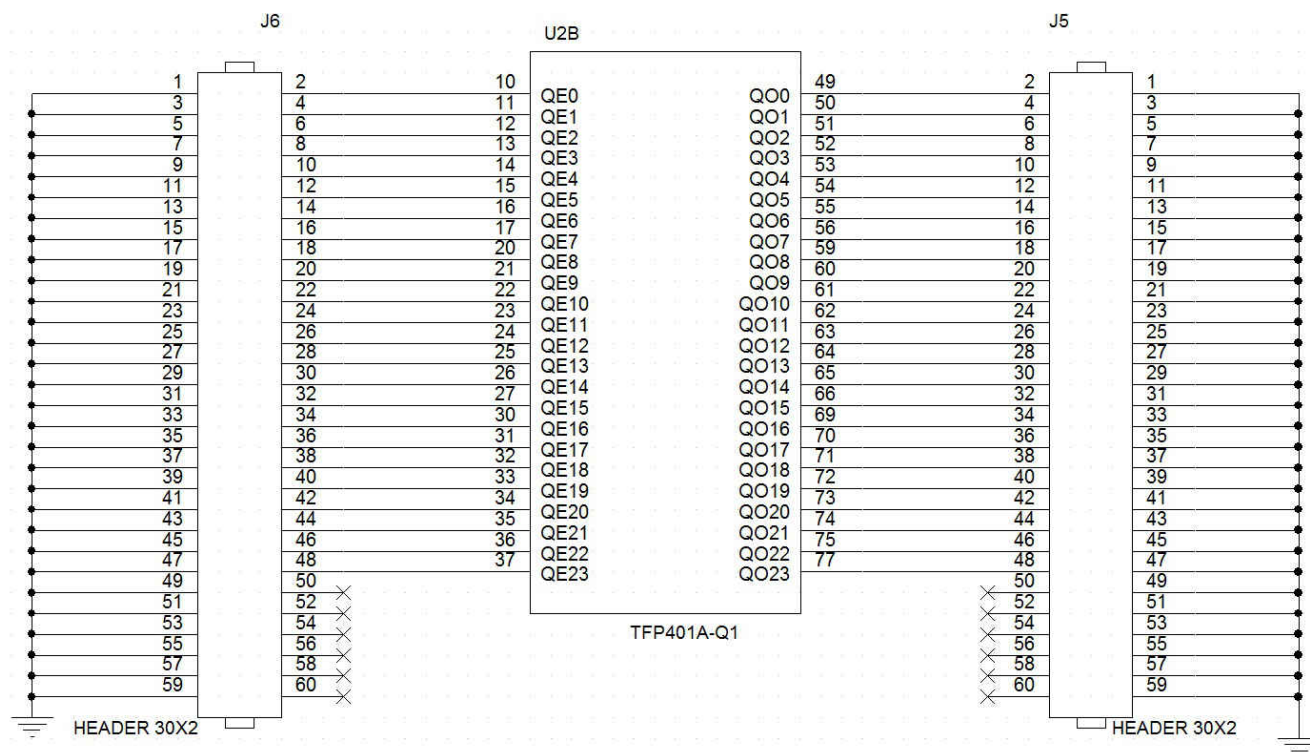 J6 J5
U2B
1 2 10 49 2 1
QE0 QO0
3 4 11 50 4 3
QE1 QO1
5 6 12 51 6 5
QE2 QO2
7 8 13 52 8 7
QE3 QO3
9 10 14 53 10 9
QE4 QO4
11 12 15 54 12 11
QE5 QO5
13 14 16 55 14 13
QE6 QO6
15 16 17 56 16 15
QE7 QO7
17 18 20 59 18 17
QE8 QO8
19 20 21 60 20 19
QE9 QO9
21 22 22 61 22 21
QE10 QO10
23 24 23 62 24 23
QE11 QO11
25 26 24 63 26 25
QE12 QO12
27 28 25 64 28 27
QE13 QO13
29 30 26 65 30 29
QE14 QO14
31 32 27 66 32 31
QE15 QO15
33 34 30 69 34 33
QE16 QO16
35 36 31 70 36 35
QE17 QO17
37 38 32 71 38 37
QE18 QO18
39 40 33 72 40 39
QE19 QO19
41 42 34 73 42 41
QE20 QO20
43 44 35 74 44 43
QE21 QO21
45 46 36 75 46 45
QE22 QO22
47 48 37 77 48 47
QE23 QO23
49 50 50 49
51 52 52 51
53 54 54 53
TFP401A-Q1
55 56 56 55
57 58 58 57
59 60 60 59
HEADER 30X2 HEADER 30X2